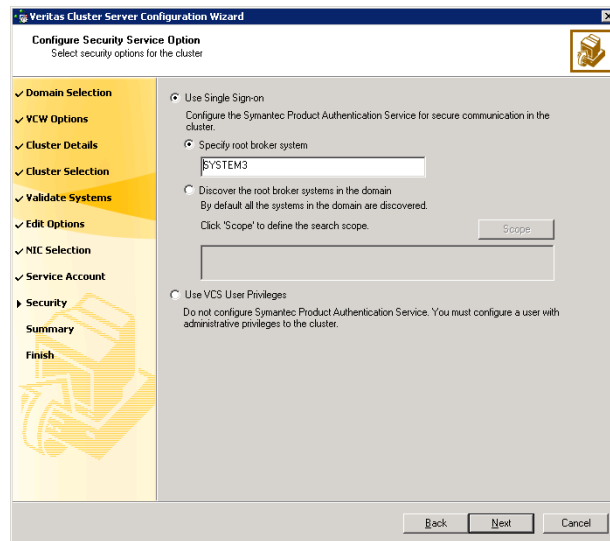 Veritas Cluster Server Configuration Wizard
Configure Security Service Option
Select security options for the cluster
Domain Selection
VCW Options
Cluster Details
Cluster Selection
Validate Systems
Edit Options
NIC Selection
Service Account
Security
Summary
Finish
Use Single Sign-on
Configure the Symantec Product Authentication Service for secure communication in the
cluster.
Specify root broker system
SYSTEM3
Discover the root broker systems in the domain
By default all the systems in the domain are discovered.
Click 'Scope' to define the search scope.
Scope
Use VCS User Privileges
Do not configure Symantec Product Authentication Service. You must configure a user with
administrative privileges to the cluster.
Back
Next
Cancel